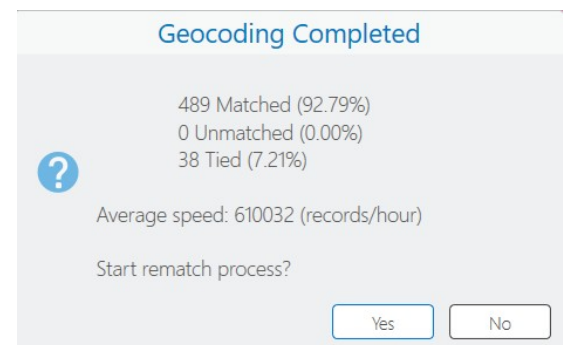 Geocoding Completed
489 Matched (92.79%)
0 Unmatched (0.00%)
38 Tied (7.21%)
?
Average speed: 610032 (records/hour)
Start rematch process?
Yes No